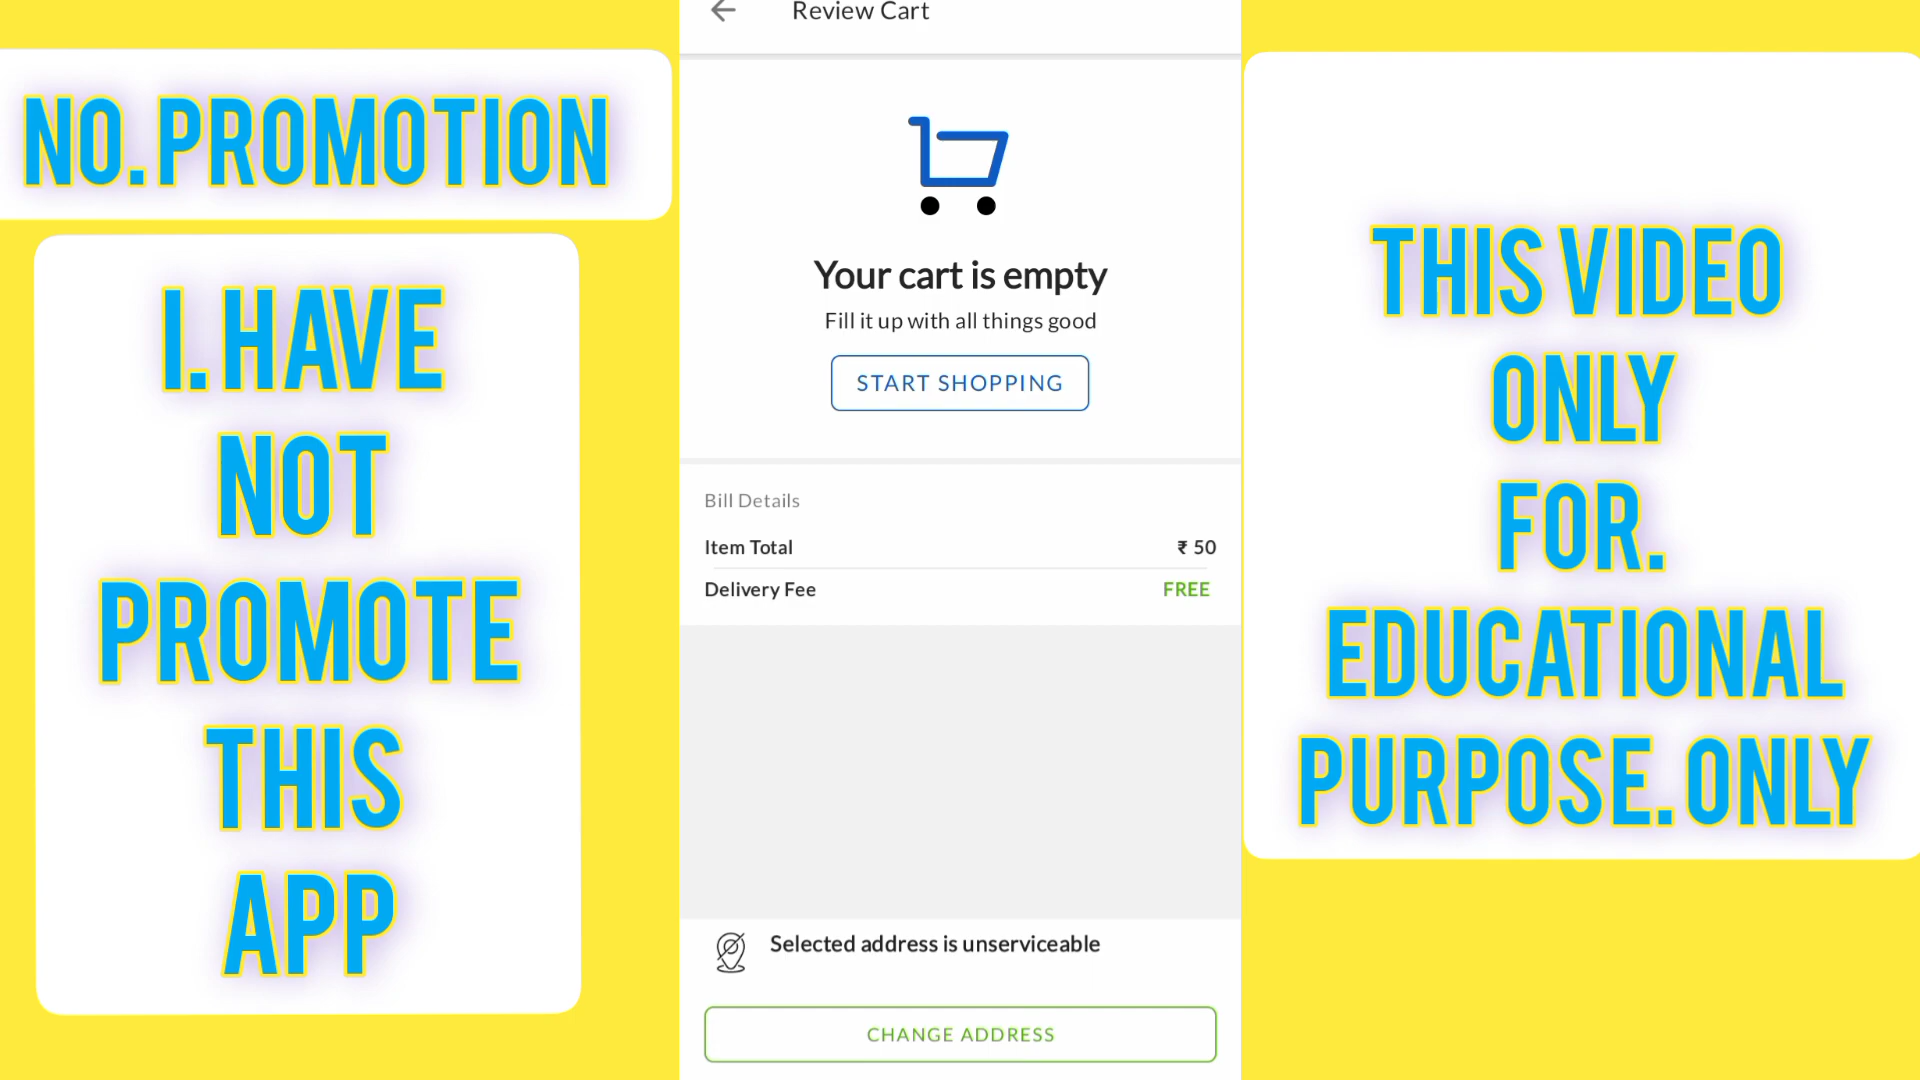 NO. PROMOTION
I. HAVE
NOT
PROMOTE
THIS
APP
Review Cart
Your cart is empty
Fill it up with all things good
START SHOPPING
Bill Details
Item Total ₹ 50
Delivery Fee FREE
Selected address is unserviceable
CHANGE ADDRESS
THIS VIDEO
ONLY
FOR.
EDUCATIONAL
PURPOSE. ONLY